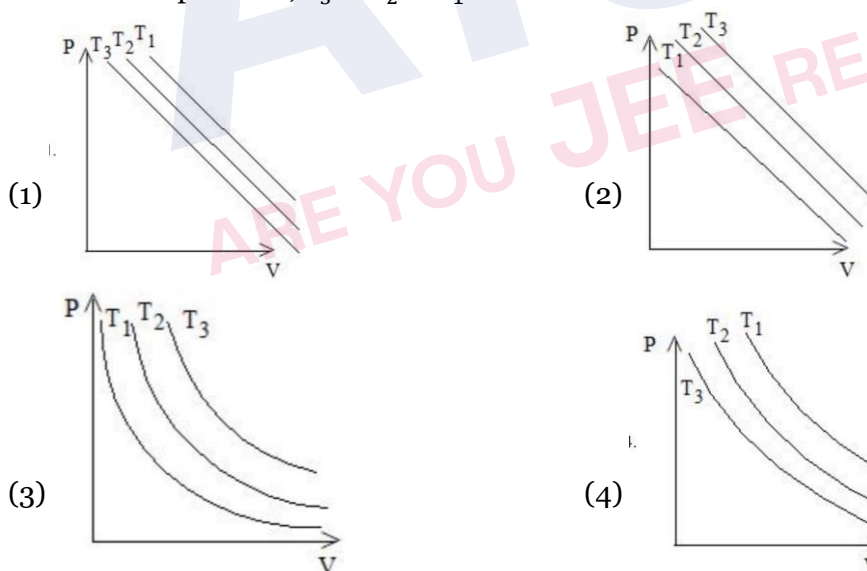 P T₃ T₂ T₁
(1)
V
P T₁ T₂ T₃
(2)
V
P T₁ T₂ T₃
(3)
V
P T₃ T₂ T₁
(4)
ARE YOU JEE RE